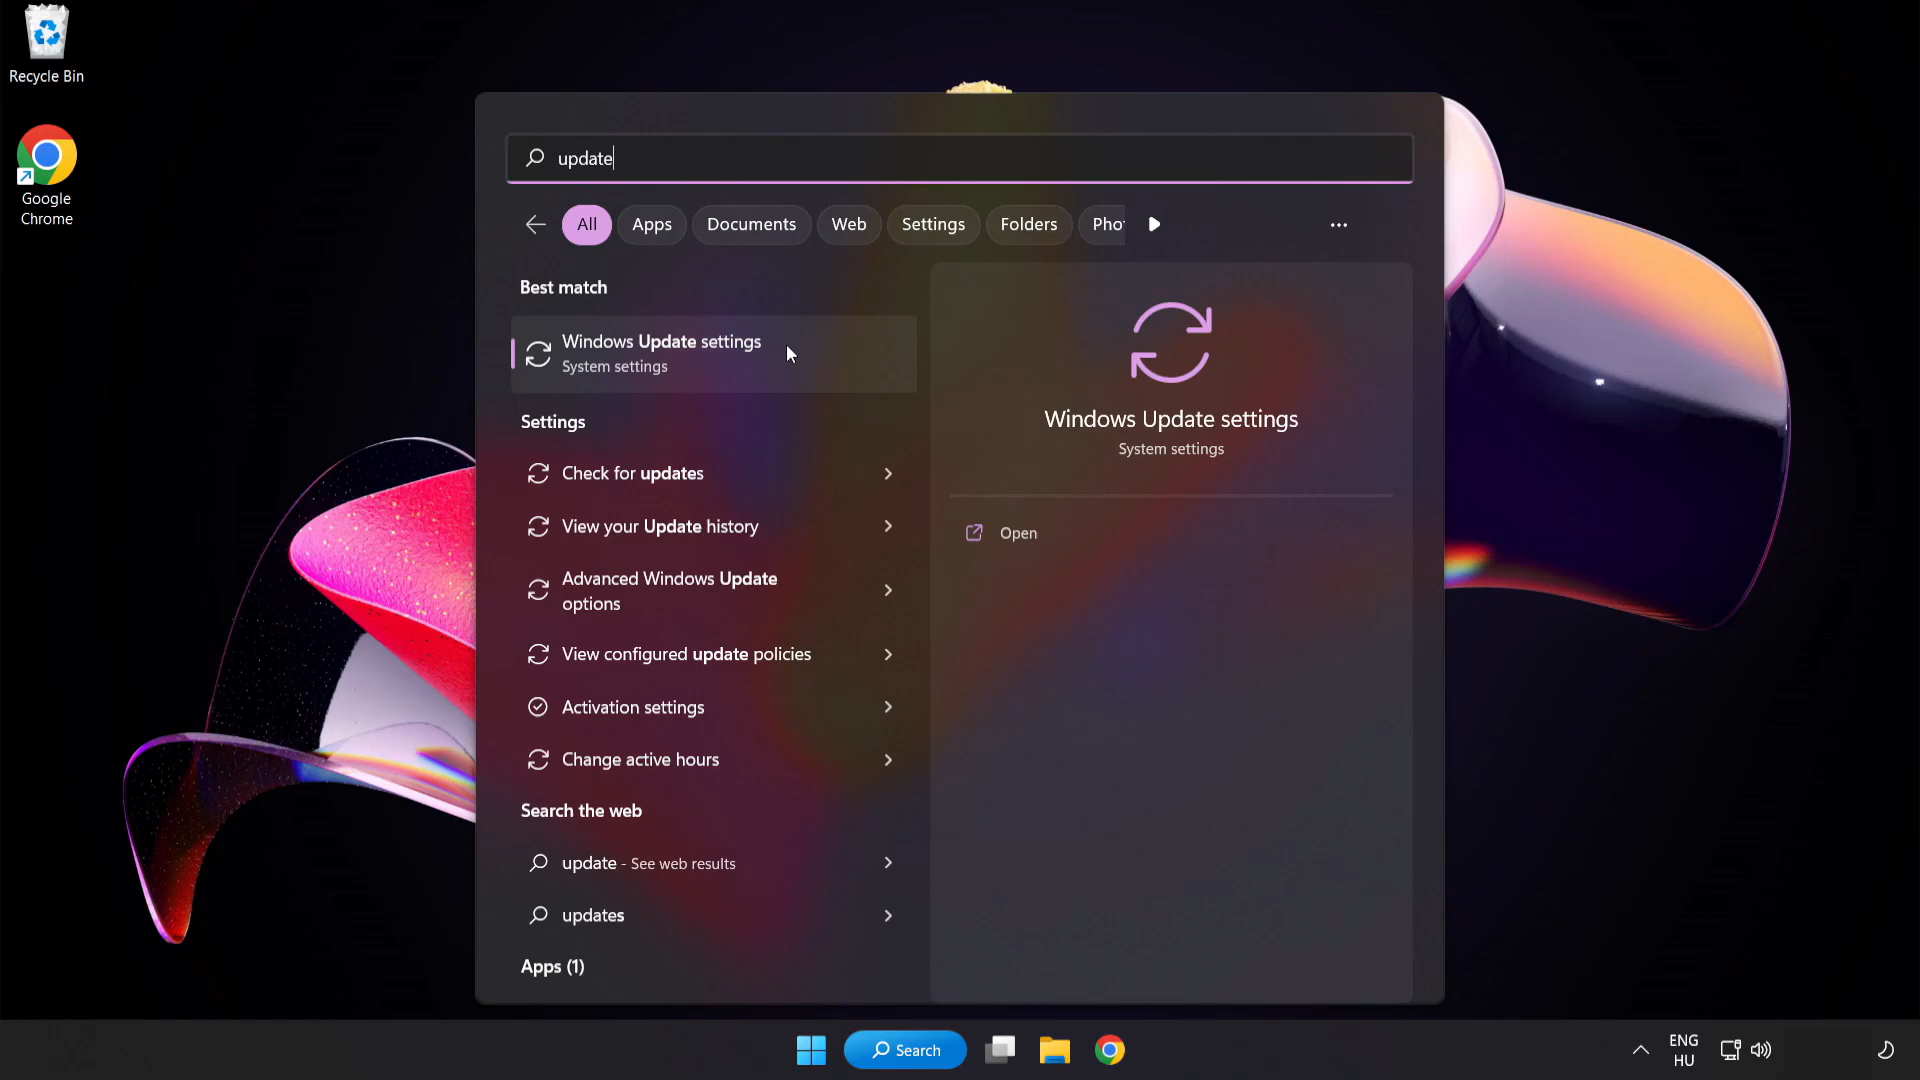 Recycle Bin
Google
Chrome
update
All
Apps
Documents
Web
Settings
Folders
Pho
Best match
Windows Update settings
System settings
Settings
Check for updates
View your Update history
Advanced Windows Update
options
View configured update policies
Activation settings
Change active hours
Search the web
update - See web results
updates
Apps (1)
Windows Update settings
System settings
Open
Search
ENG
HU